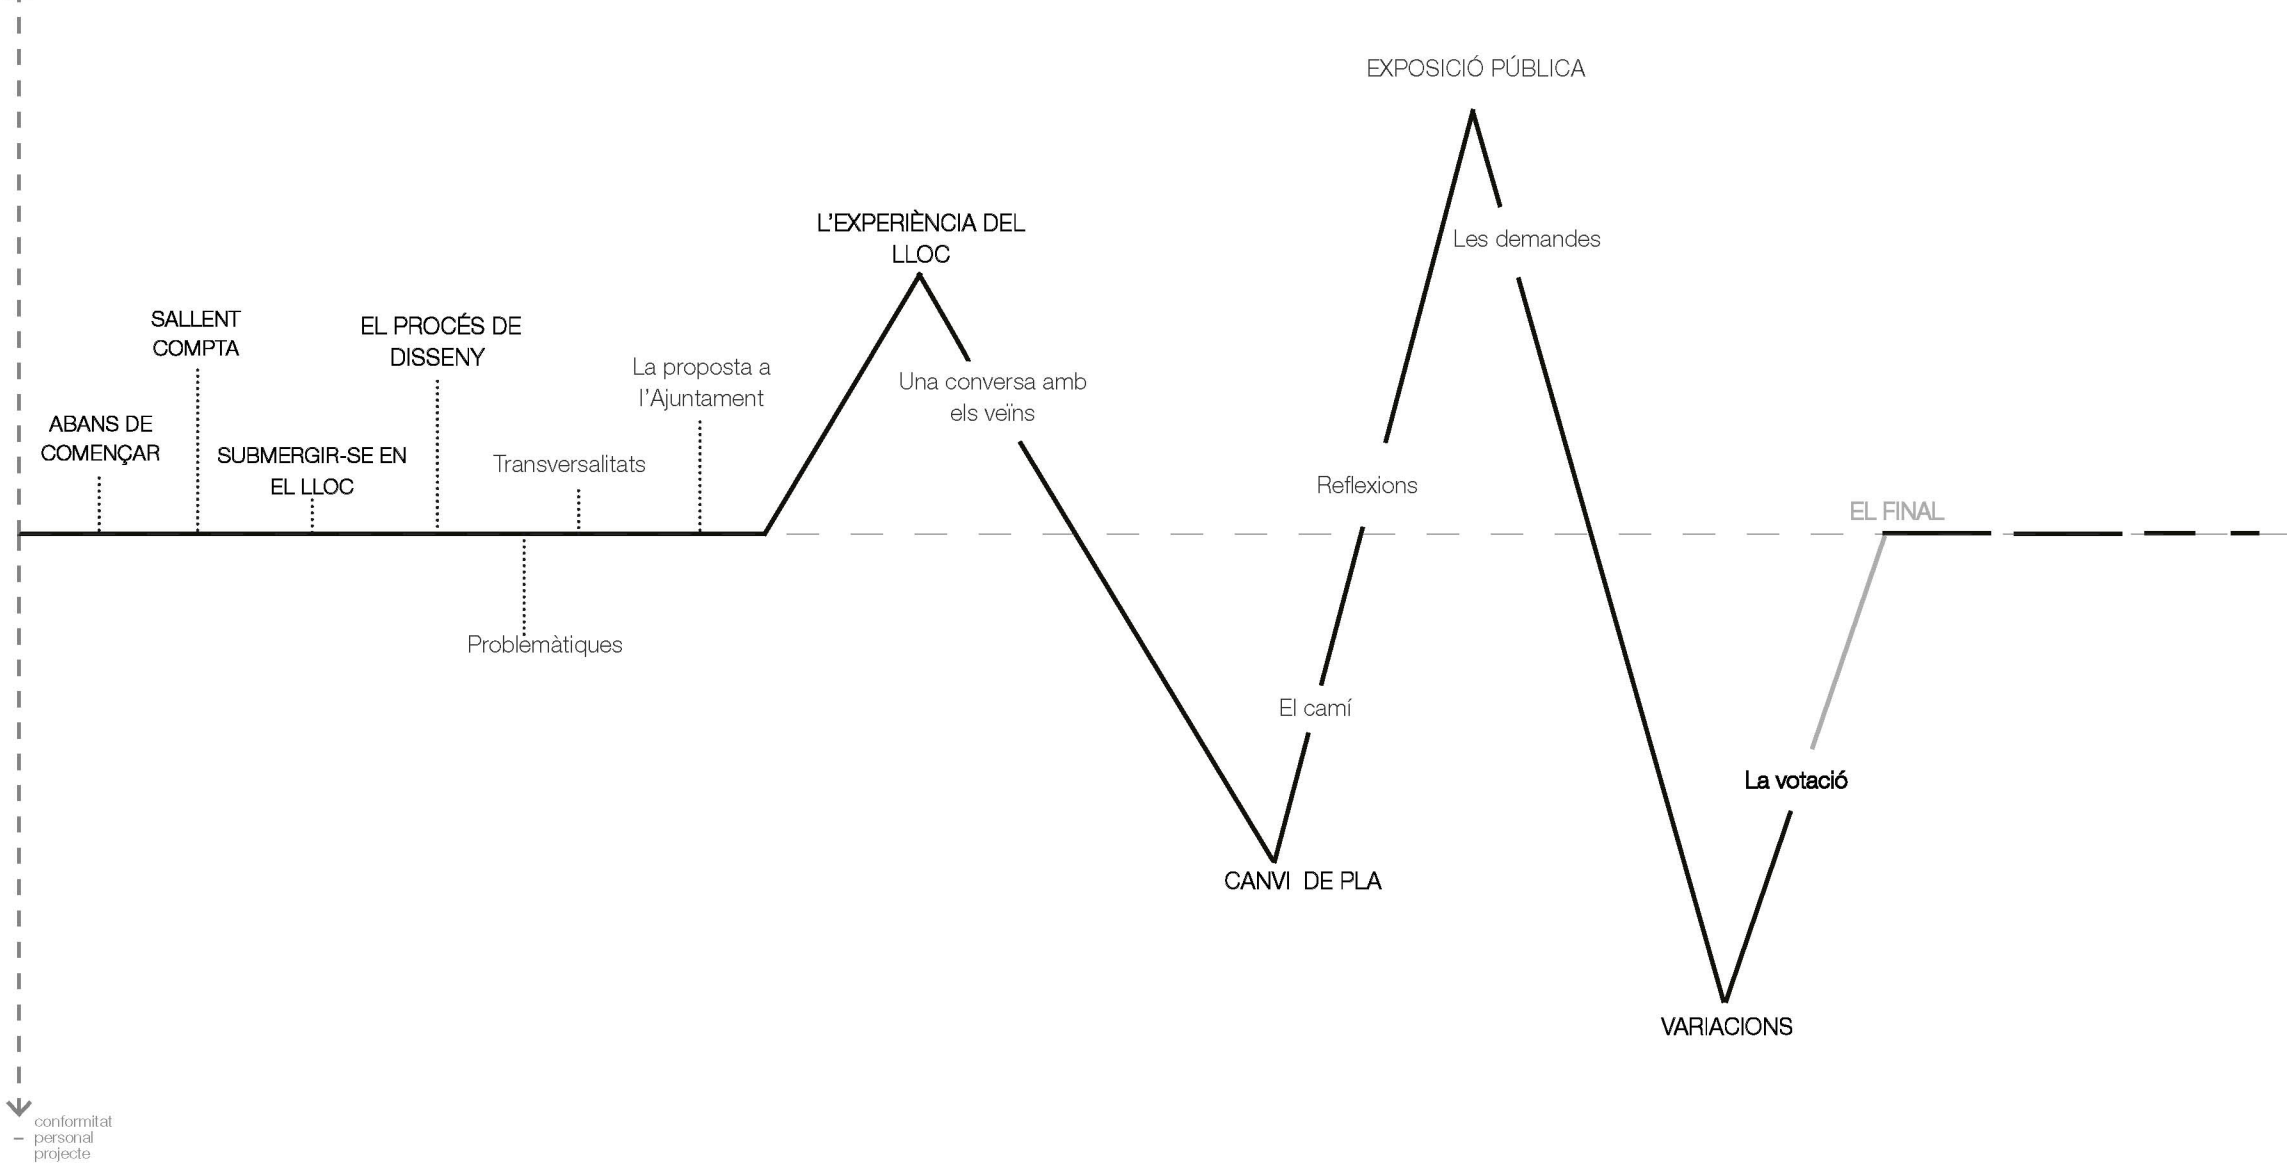 EXPOSICIÓ PÚBLICA
L'EXPERIÈNCIA DEL
LLOC
Les demandes
SALLENT
COMPTA
EL PROCÉS DE
DISSENY
La proposta a
l'Ajuntament
Una conversa amb
els veïns
ABANS DE
COMENÇAR
SUBMERGIR-SE EN
EL LLOC
Transversalitats
Reflexions
EL FINAL
Problemàtiques
El camí
La votació
CANVI DE PLA
VARIACIONS
conformitat
– personal
projecte